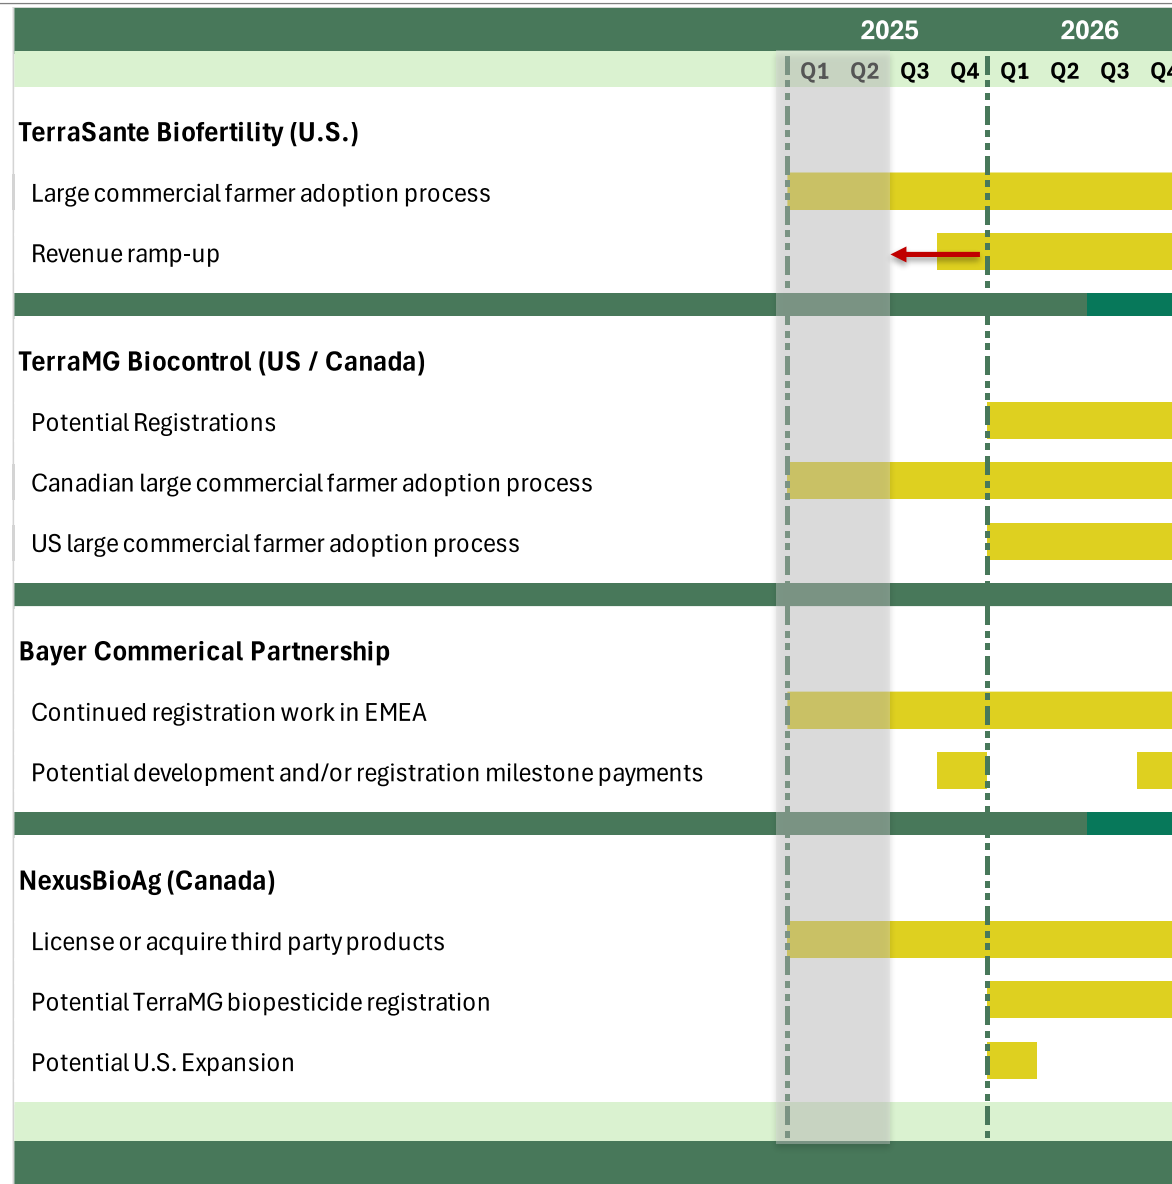 2025 2026
Q1 Q2 Q3 Q4 Q1 Q2 Q3 Q4
TerraSante Biofertility (U.S.)
Large commercial farmer adoption process
Revenue ramp-up
TerraMG Biocontrol (US / Canada)
Potential Registrations
Canadian large commercial farmer adoption process
US large commercial farmer adoption process
Bayer Commerical Partnership
Continued registration work in EMEA
Potential development and/or registration milestone payments
NexusBioAg (Canada)
License or acquire third party products
Potential TerraMG biopesticide registration
Potential U.S. Expansion